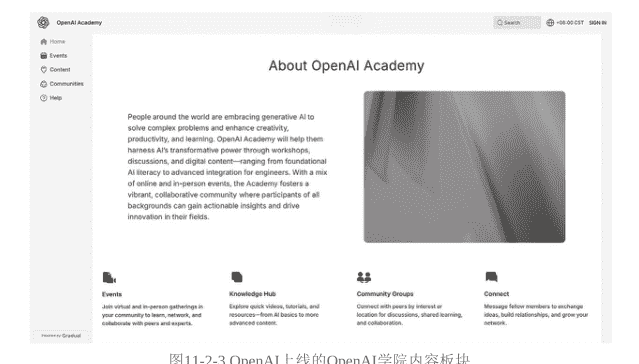 OpenAI Academy
Search
+08:00 CST
SIGN IN
Home
Events
Content
Communities
Help
About OpenAI Academy
People around the world are embracing generative AI to
solve complex problems and enhance creativity,
productivity, and learning. OpenAI Academy will help them
harness AI's transformative power through workshops,
discussions, and digital content—ranging from foundational
AI literacy to advanced integration for engineers. With a mix
of online and in-person events, the Academy fosters a
vibrant, collaborative community where participants of all
backgrounds can gain actionable insights and drive
innovation in their fields.
Events
Join virtual and in-person gatherings in
your community to learn, network, and
collaborate with peers and experts.
Knowledge Hub
Explore quick videos, tutorials, and
resources—from AI basics to more
advanced content.
Community Groups
Connect with peers by interest or
location for discussions, shared learning,
and collaboration.
Connect
Message fellow members to exchange
ideas, build relationships, and grow your
network.
Powered by Gradual
图11-2-3 OpenAI上线的OpenAI学院内容板块